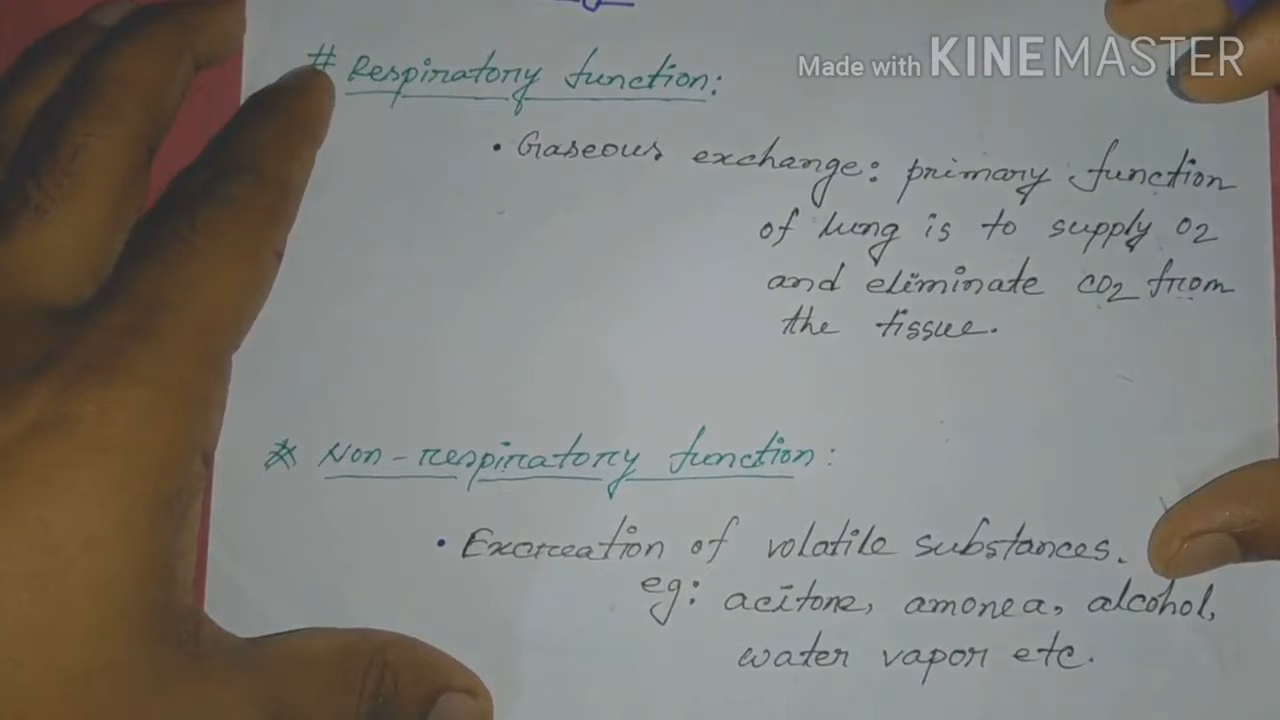 Made with KINEMASTER
# Respiratory function:
• Gaseous exchange: primary function
of lung is to supply O2
and eliminate CO2 from
the tissue.
* Non-respiratory function:
• Excreation of volatile substances.
eg: acitone, amonea, alcohol,
water vapor etc.